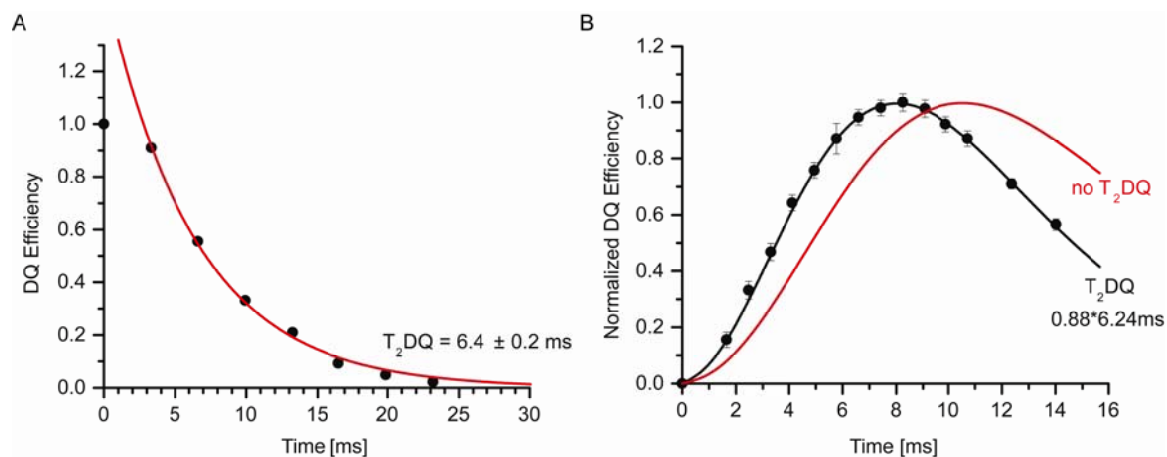 A
DQ Efficiency
1.2
1.0
0.8
0.6
0.4
0.2
0.0
T₂DQ = 6.4 ± 0.2 ms
0 5 10 15 20 25 30
Time [ms]
B
Normalized DQ Efficiency
1.2
1.0
0.8
0.6
0.4
0.2
0.0
no T₂DQ
T₂DQ
0.88*6.24ms
0 2 4 6 8 10 12 14 16
Time [ms]